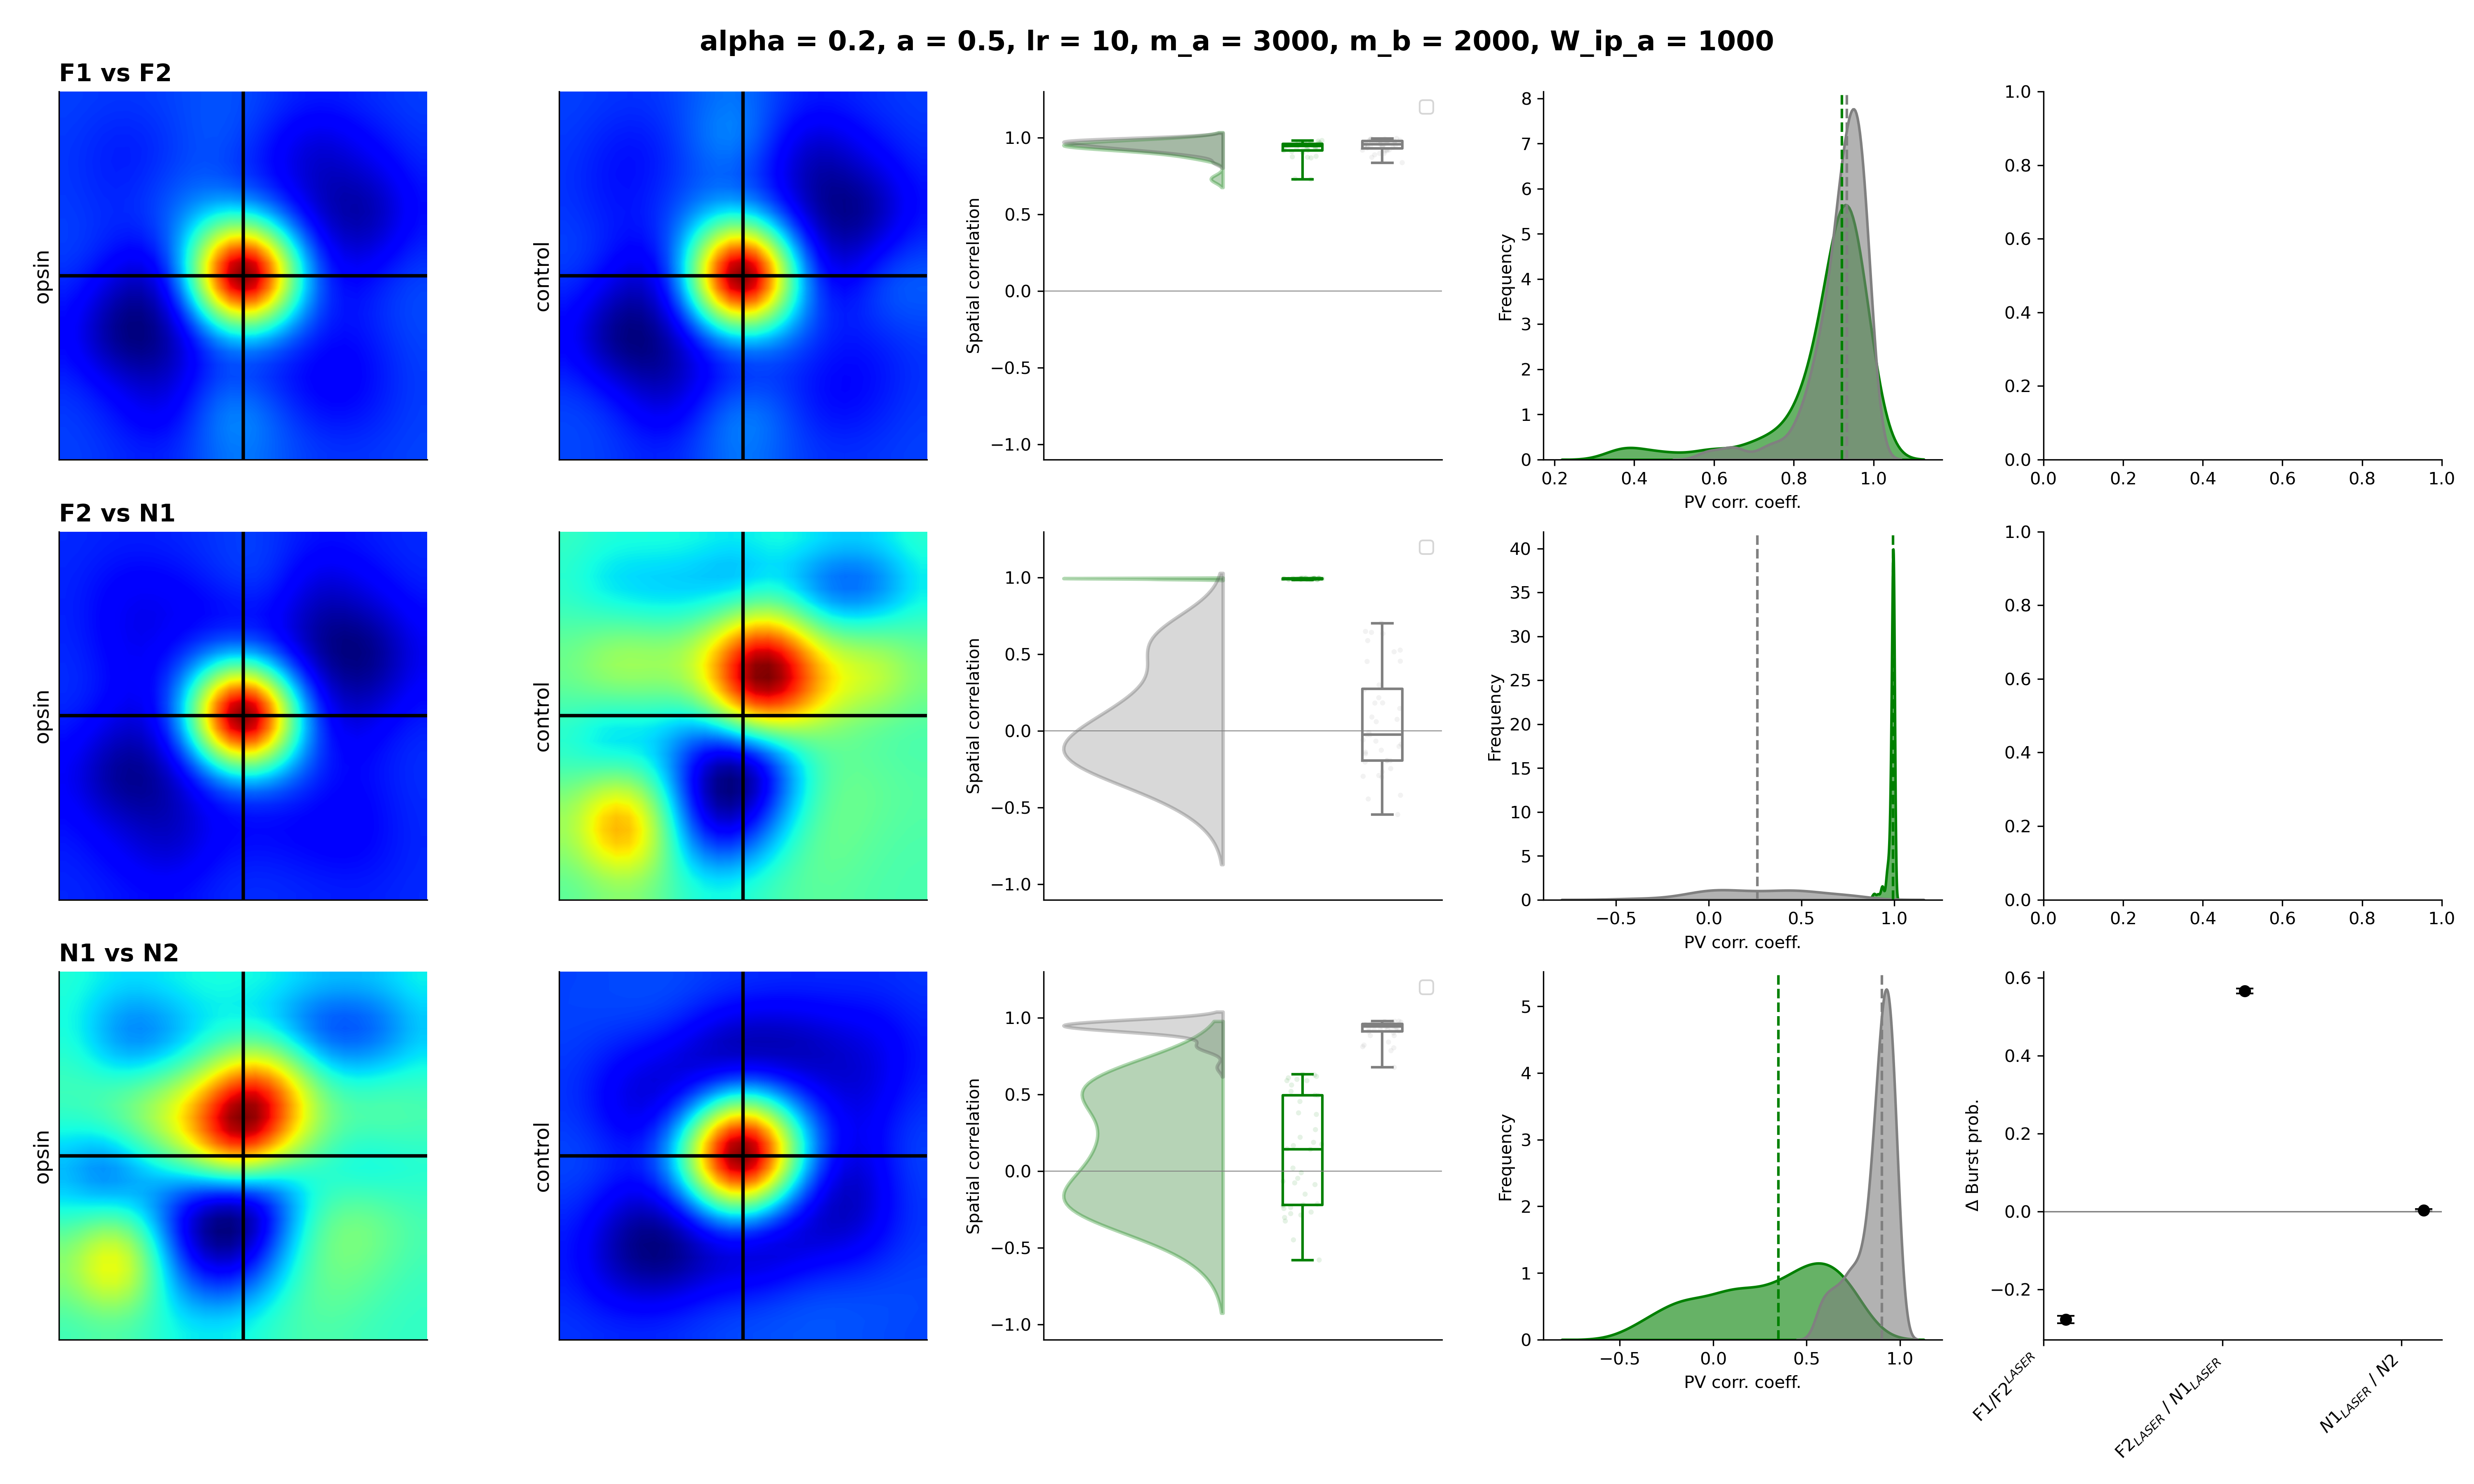 alpha = 0.2, a = 0.5, lr = 10, m_a = 3000, m_b = 2000, W_ip_a = 1000
F1 vs F2
opsin
control
Spatial correlation
1.0
0.5
0.0
−0.5
−1.0
Frequency
8
7
6
5
4
3
2
1
0
0.2 0.4 0.6 0.8 1.0
PV corr. coeff.
1.0
0.8
0.6
0.4
0.2
0.0
0.0 0.2 0.4 0.6 0.8 1.0
F2 vs N1
opsin
control
Spatial correlation
1.0
0.5
0.0
−0.5
−1.0
Frequency
40
35
30
25
20
15
10
5
0
−0.5 0.0 0.5 1.0
PV corr. coeff.
1.0
0.8
0.6
0.4
0.2
0.0
0.0 0.2 0.4 0.6 0.8 1.0
N1 vs N2
opsin
control
Spatial correlation
1.0
0.5
0.0
−0.5
−1.0
Frequency
5
4
3
2
1
0
−0.5 0.0 0.5 1.0
PV corr. coeff.
Δ Burst prob.
0.6
0.4
0.2
0.0
−0.2
F1/F2^LASER
F2_LASER / N1_LASER
N1_LASER / N2